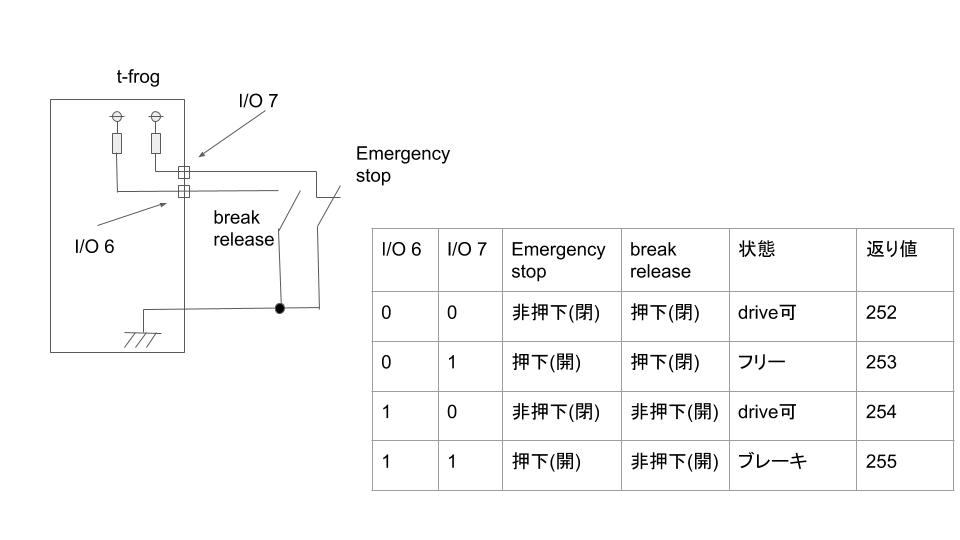 t-frog
I/O 7
Emergency
stop
break
release
I/O 6
I/O 6 I/O 7 Emergency stop break release 状態 返り値
0 0 非押下(閉) 押下(閉) drive可 252
0 1 押下(開) 押下(閉) フリー 253
1 0 非押下(閉) 非押下(開) drive可 254
1 1 押下(開) 非押下(開) ブレーキ 255